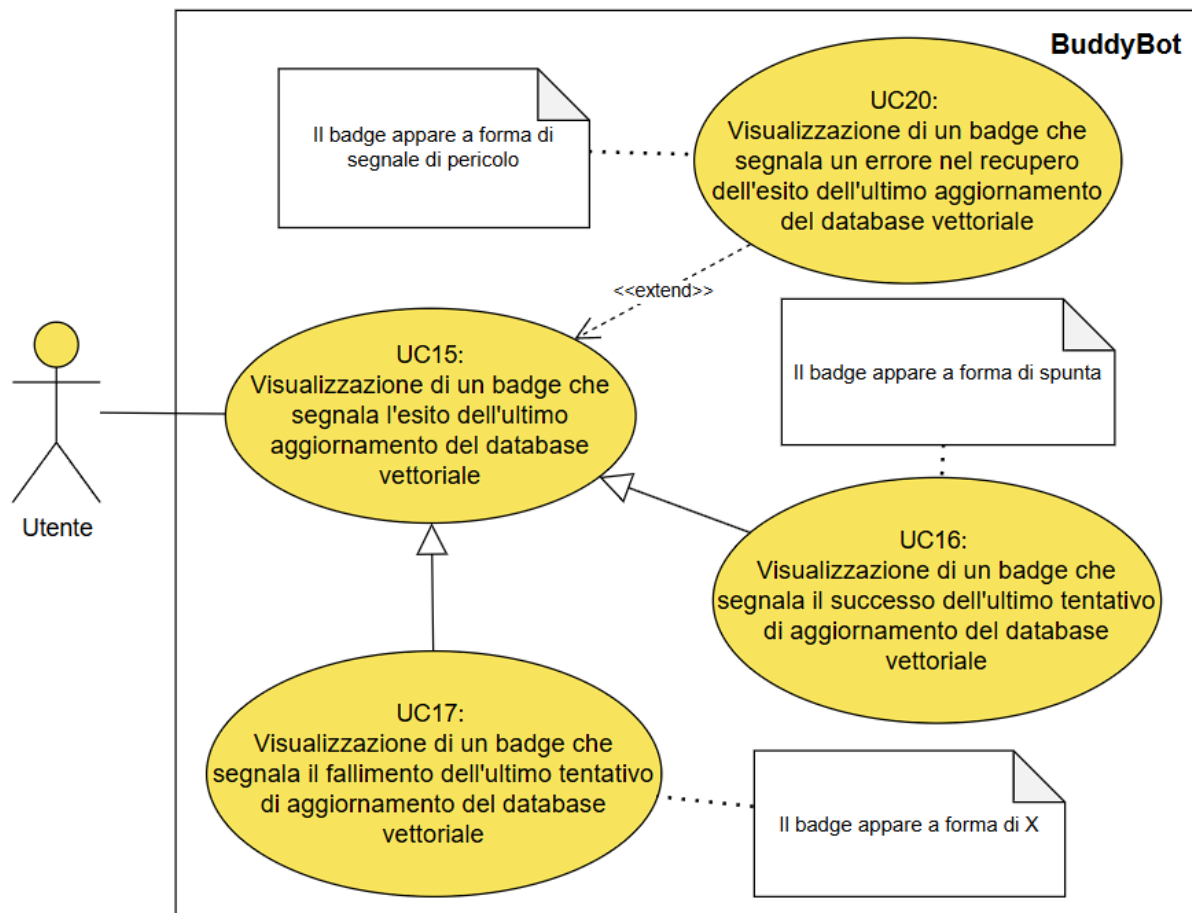 BuddyBot
Il badge appare a forma di
segnale di pericolo
UC20:
Visualizzazione di un badge che
segnala un errore nel recupero
dell'esito dell'ultimo aggiornamento
del database vettoriale
<<extend>>
Il badge appare a forma di spunta
UC15:
Visualizzazione di un badge che
segnala l'esito dell'ultimo
aggiornamento del database
vettoriale
Utente
UC16:
Visualizzazione di un badge che
segnala il successo dell'ultimo tentativo
di aggiornamento del database
vettoriale
UC17:
Visualizzazione di un badge che
segnala il fallimento dell'ultimo tentativo
di aggiornamento del database
vettoriale
Il badge appare a forma di X